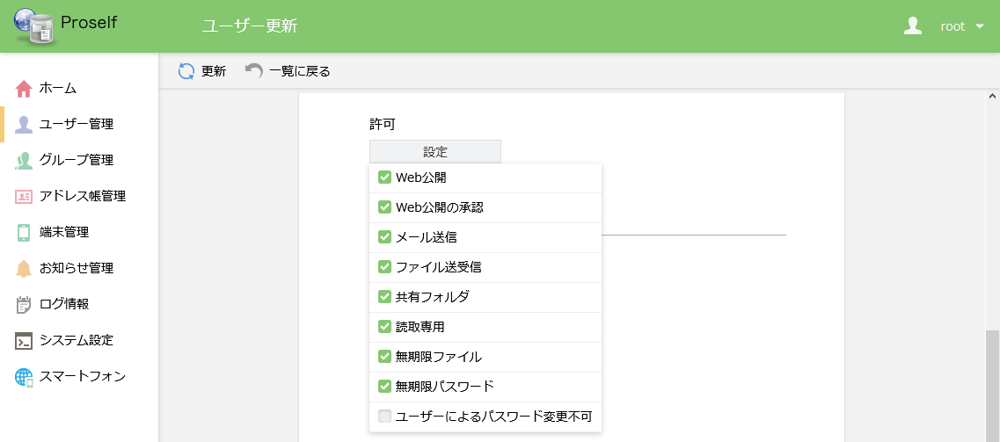 Proself
ユーザー更新
root
更新
一覧に戻る
ホーム
ユーザー管理
グループ管理
アドレス帳管理
端末管理
お知らせ管理
ログ情報
システム設定
スマートフォン
許可
設定
Web公開
Web公開の承認
メール送信
ファイル送受信
共有フォルダ
読取専用
無期限ファイル
無期限パスワード
ユーザーによるパスワード変更不可